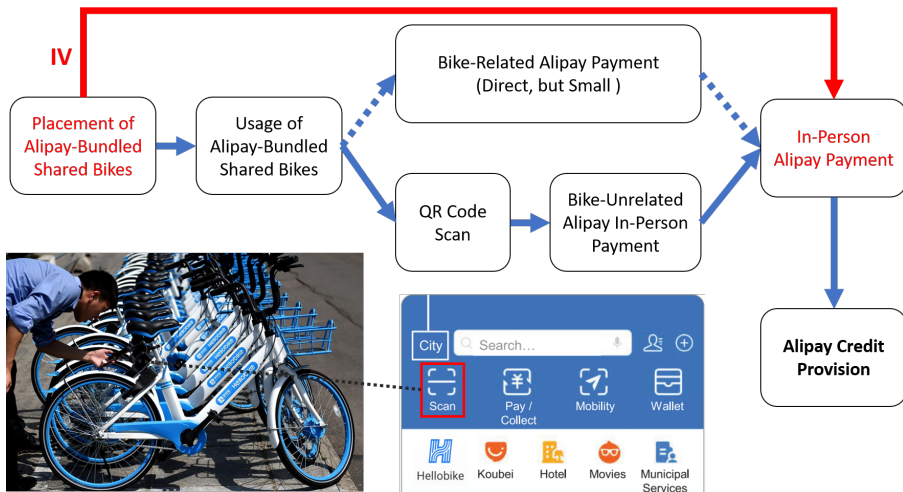 IV
Placement of
Alipay-Bundled
Shared Bikes
Usage of
Alipay-Bundled
Shared Bikes
Bike-Related Alipay Payment
(Direct, but Small )
QR Code
Scan
Bike-Unrelated
Alipay In-Person
Payment
In-Person
Alipay Payment
Alipay Credit
Provision
City
Search...
Scan
Pay /
Collect
Mobility
Wallet
Hellobike
Koubei
Hotel
Movies
Municipal
Services